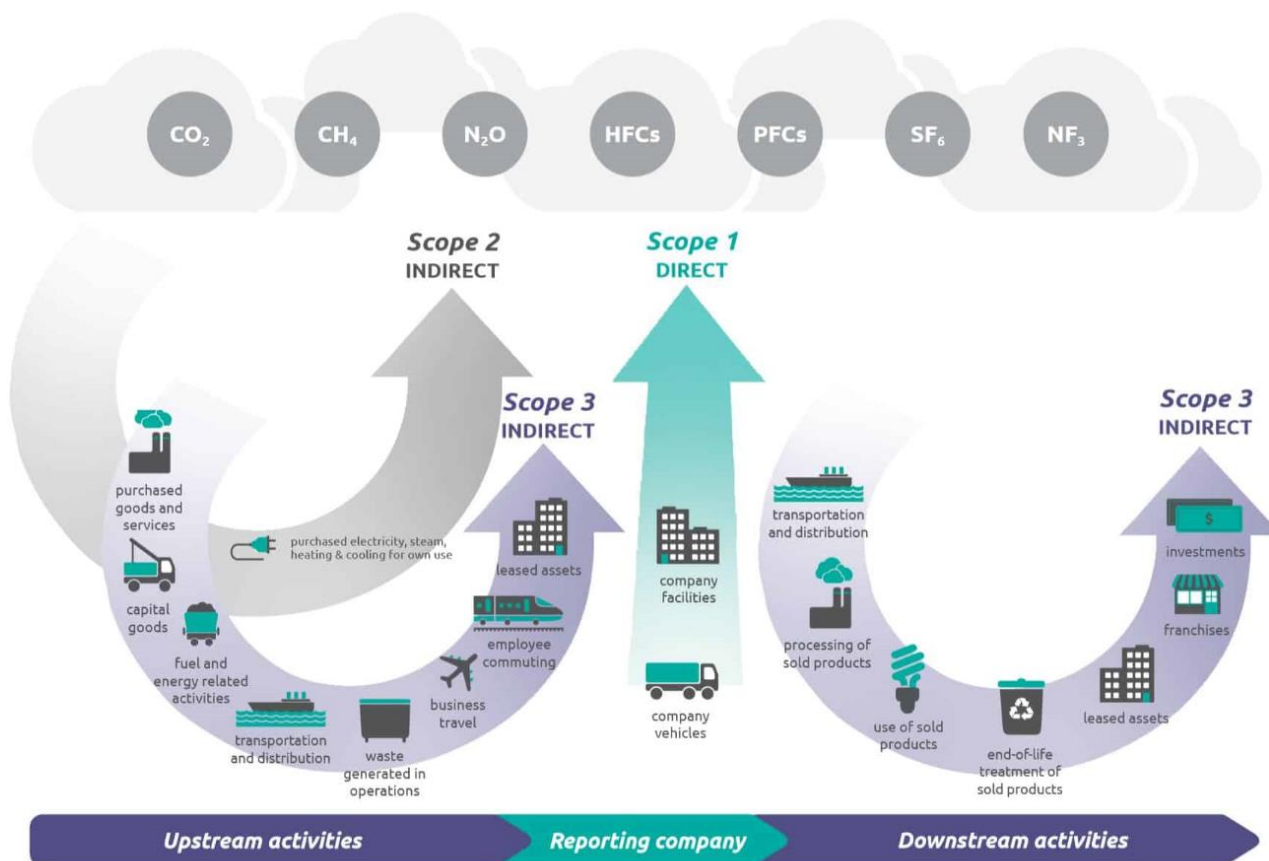 CO₂
CH₄
N₂O
HFCs
PFCs
SF₆
NF₃
Scope 2
INDIRECT
Scope 1
DIRECT
Scope 3
INDIRECT
Scope 3
INDIRECT
purchased
goods and
services
capital
goods
fuel and
energy related
activities
transportation
and distribution
waste
generated in
operations
business
travel
employee
commuting
leased assets
purchased electricity, steam,
heating & cooling for own use
company
facilities
company
vehicles
transportation
and distribution
processing of
sold products
use of sold
products
end-of-life
treatment of
sold products
leased assets
franchises
investments
$
Upstream activities
Reporting company
Downstream activities